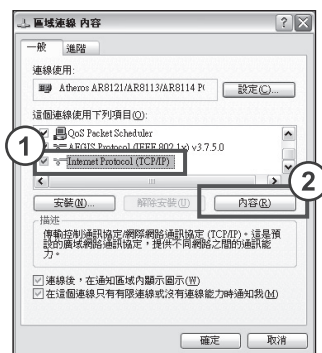 區域連線 內容
一般 進階
連線使用:
Atheros AR8121/AR8113/AR8114 P
設定(C)...
這個連線使用下列項目(O):
QoS Packet Scheduler
AEGIS Protocol (IEEE 802.1x) v3.7.5.0
Internet Protocol (TCP/IP)
1
2
安裝(N)... 解除安裝(U) 內容(R)
描述
傳輸控制通訊協定/網際網路通訊協定 (TCP/IP)。這是預
設的廣域網路通訊協定，提供不同網路之間的通訊能
力。
連線後，在通知區域內顯示圖示(W)
在這個連線只有有限連線或沒有連線能力時通知我(M)
確定 取消